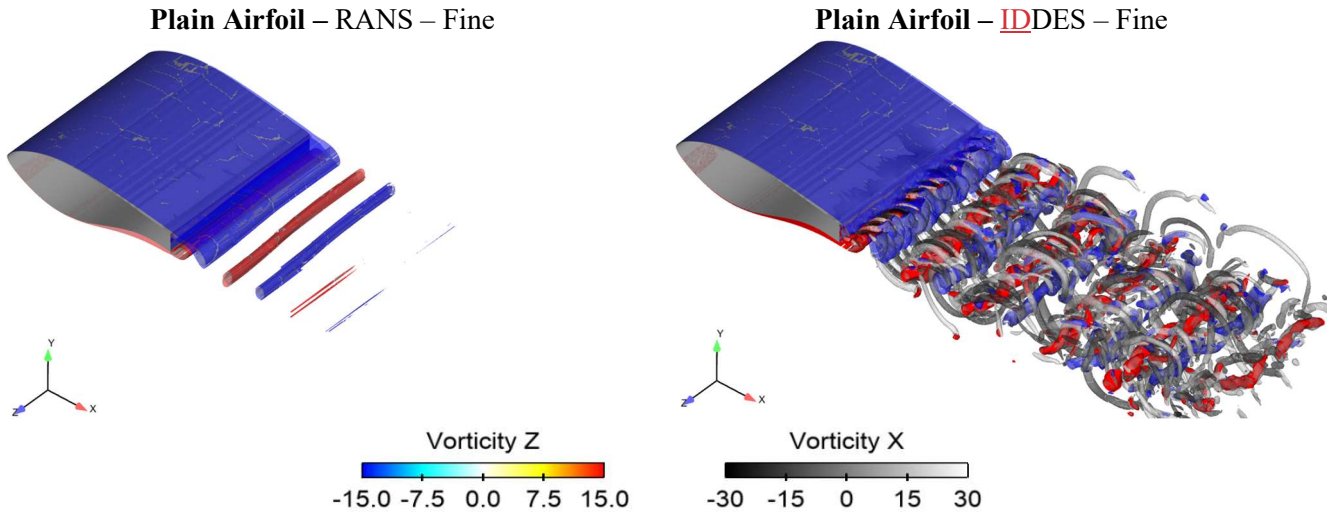 Plain Airfoil – RANS – Fine
Plain Airfoil – IDDES – Fine
Y
X
Z
Y
X
Z
Vorticity Z
-15.0 -7.5 0.0 7.5 15.0
Vorticity X
-30 -15 0 15 30